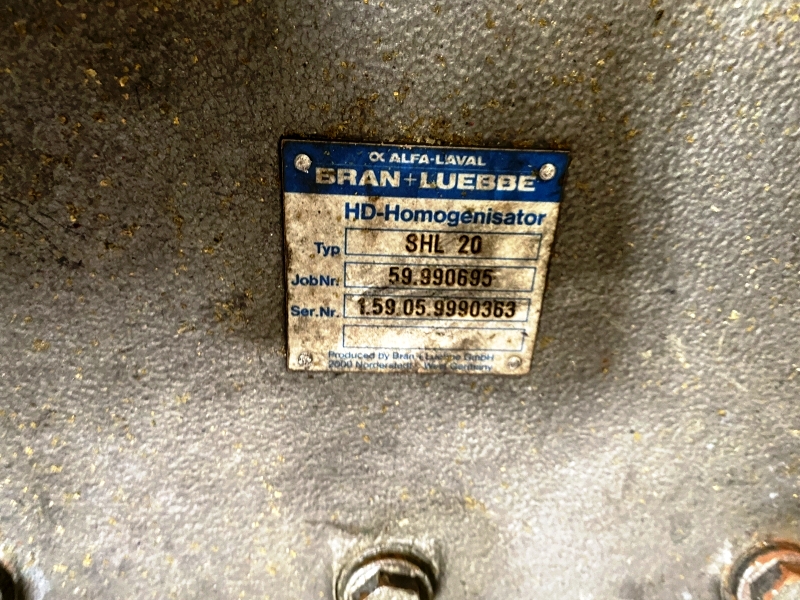 α ALFA-LAVAL
BRAN+LUEBBE
HD-Homogenisator
Typ SHL 20
JobNr. 59.990695
Ser.Nr. 1.59.05.9990363
Produced by Bran + Luebbe GmbH
2000 Norderstedt · West Germany